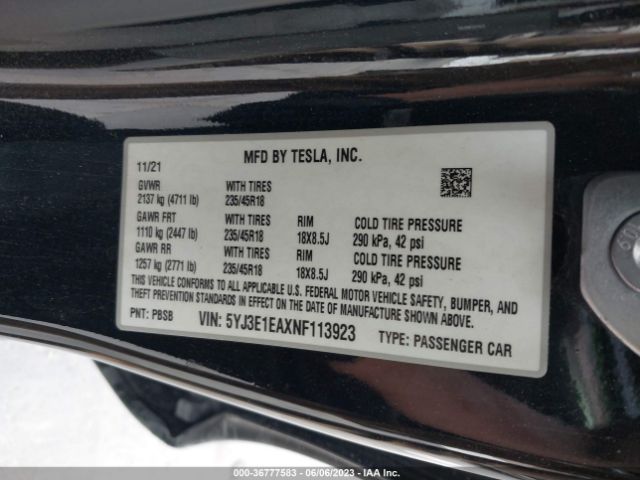 MFD BY TESLA, INC.
11/21
GVWR WITH TIRES
2137 kg (4711 lb) 235/45R18
GAWR FRT WITH TIRES RIM COLD TIRE PRESSURE
1110 kg (2447 lb) 235/45R18 18X8.5J 290 kPa, 42 psi
GAWR RR WITH TIRES RIM COLD TIRE PRESSURE
1257 kg (2771 lb) 235/45R18 18X8.5J 290 kPa, 42 psi
THIS VEHICLE CONFORMS TO ALL APPLICABLE U.S. FEDERAL MOTOR VEHICLE SAFETY, BUMPER, AND
THEFT PREVENTION STANDARDS IN EFFECT ON THE DATE OF MANUFACTURE SHOWN ABOVE.
PNT: PBSB VIN: 5YJ3E1EAXNF113923 TYPE: PASSENGER CAR
000-36777583 - 06/06/2023 - IAA Inc.